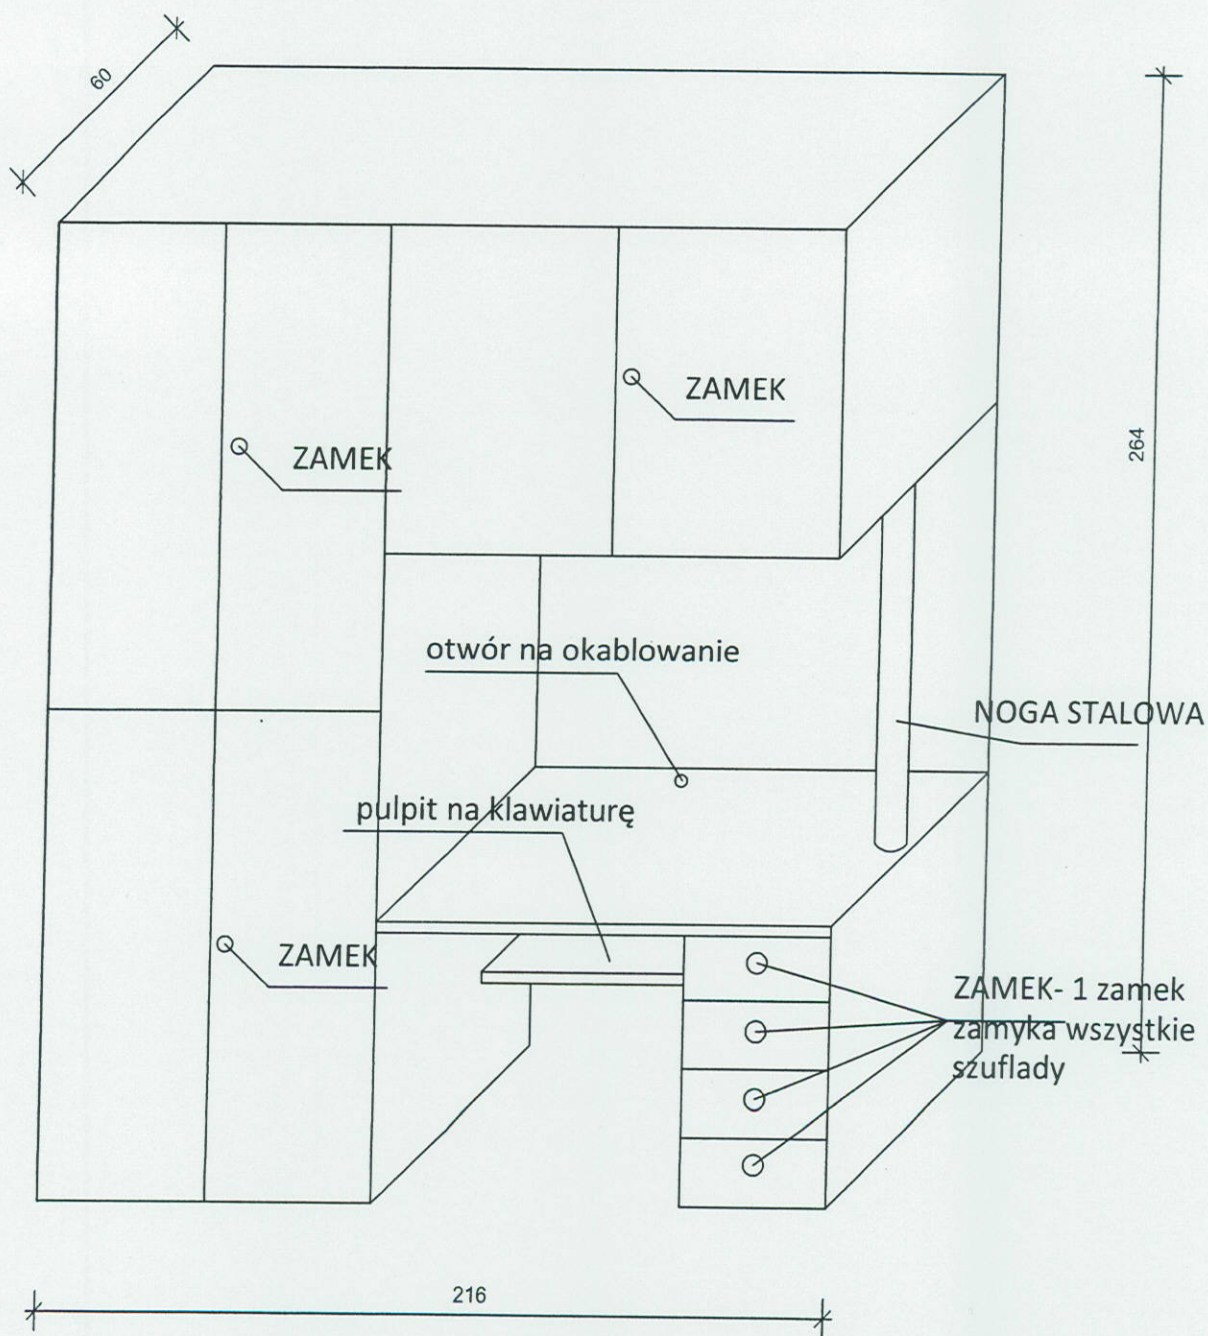 60
ZAMEK
ZAMEK
264
otwór na okablowanie
NOGA STALOWA
pulpit na klawiaturę
ZAMEK
ZAMEK- 1 zamek
zamyka wszystkie
szuflady
216